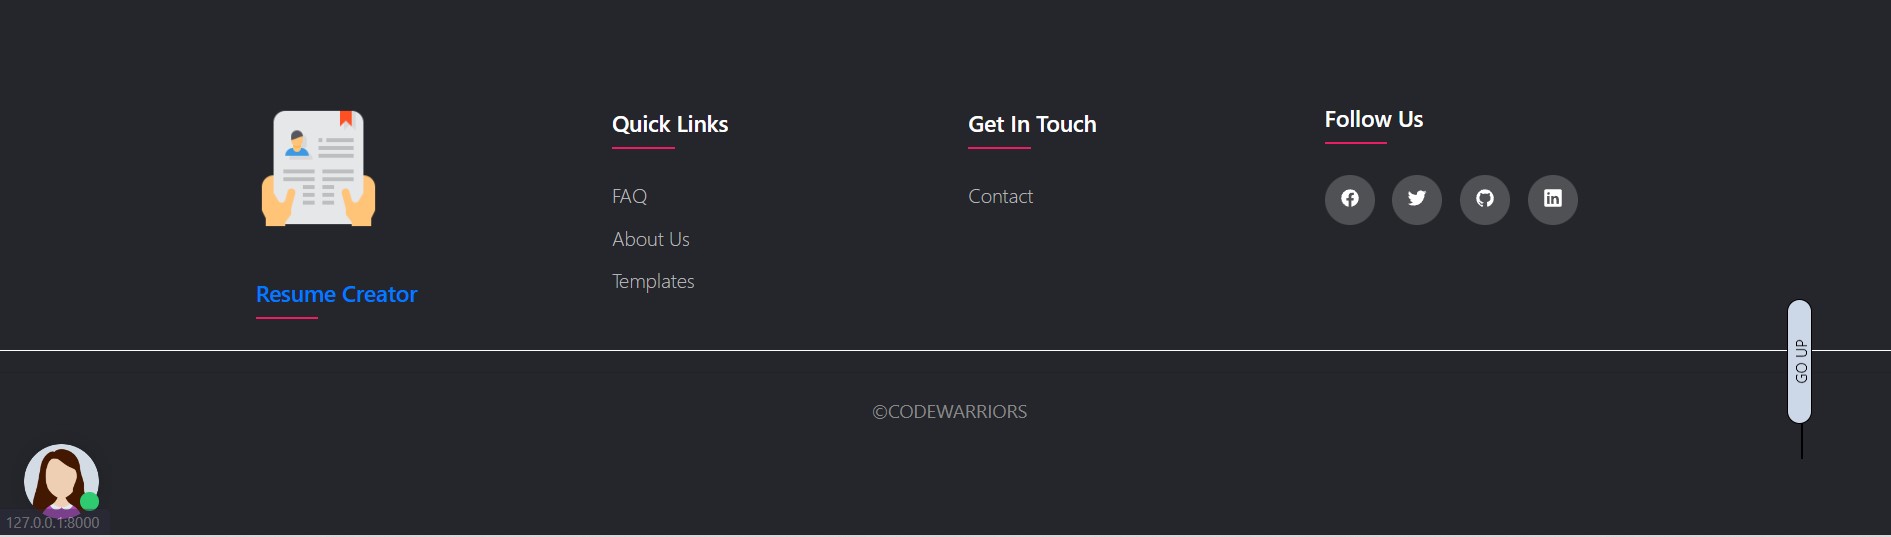 Resume Creator
Quick Links
FAQ
About Us
Templates
Get In Touch
Contact
Follow Us
GO UP
©CODEWARRIORS
127.0.0.1:8000